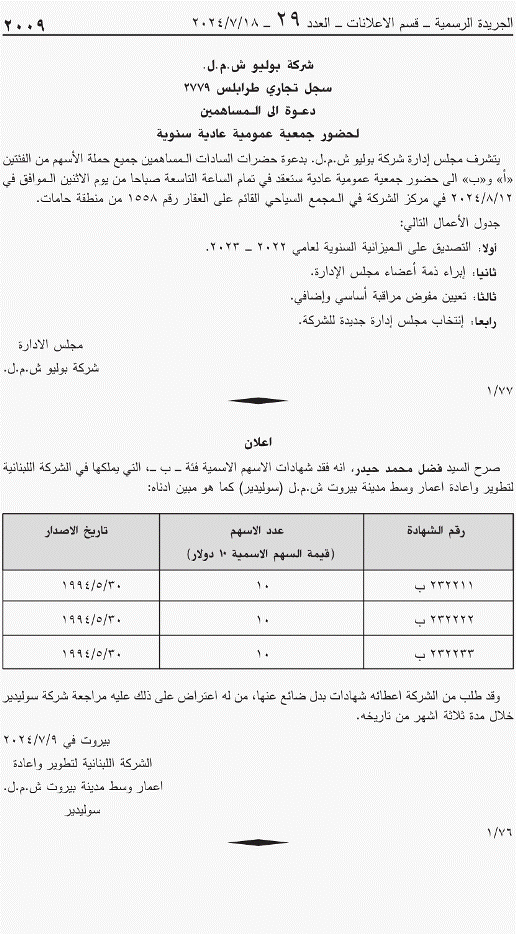 الجريدة الرسمية ــ قسم الاعلانات ــ العدد ٢٩ ــ ٢٠٢٤/٧/١٨ ٢٠٠٩
شركة بوليو ش.م.ل.
سجل تجاري طرابلس ٢٧٧٩
دعوة الى المساهمين
لحضور جمعية عمومية عادية سنوية
يتشرف مجلس إدارة شركة بوليو ش.م.ل. بدعوة حضرات السادات المساهمين جميع حملة الأسهم من الفئتين
«أ» و«ب» الى حضور جمعية عمومية عادية ستعقد في تمام الساعة التاسعة صباحا من يوم الاثنين الموافق في
٢٠٢٤/٨/١٢ في مركز الشركة في المجمع السياحي القائم على العقار رقم ١٥٥٨ من منطقة حامات.
جدول الأعمال التالي:
اولا: التصديق على الميزانية السنوية لعامي ٢٠٢٢ ــ ٢٠٢٣.
ثانيا: إبراء ذمة أعضاء مجلس الإدارة.
ثالثا: تعيين مفوض مراقبة أساسي وإضافي.
رابعا: إنتخاب مجلس إدارة جديدة للشركة.
مجلس الادارة
شركة بوليو ش.م.ل.
١/٧٧
اعلان
صرح السيد فضل محمد حيدر، انه فقد شهادات الاسهم الاسمية فئة ــ ب ــ، التي يملكها في الشركة اللبنانية
لتطوير واعادة اعمار وسط مدينة بيروت ش.م.ل (سوليدير) كما هو مبين ادناه:
رقم الشهادة عدد الاسهم تاريخ الاصدار
(قيمة السهم الاسمية ١٠ دولار)
٢٣٢٢١١ ب ١٠ ١٩٩٤/٥/٣٠
٢٣٢٢٢٢ ب ١٠ ١٩٩٤/٥/٣٠
٢٣٢٢٣٣ ب ١٠ ١٩٩٤/٥/٣٠
وقد طلب من الشركة اعطائه شهادات بدل ضائع عنها، من له اعتراض على ذلك عليه مراجعة شركة سوليدير
خلال مدة ثلاثة اشهر من تاريخه.
بيروت في ٢٠٢٤/٧/٩
الشركة اللبنانية لتطوير واعادة
اعمار وسط مدينة بيروت ش.م.ل.
سوليدير
١/٧٦